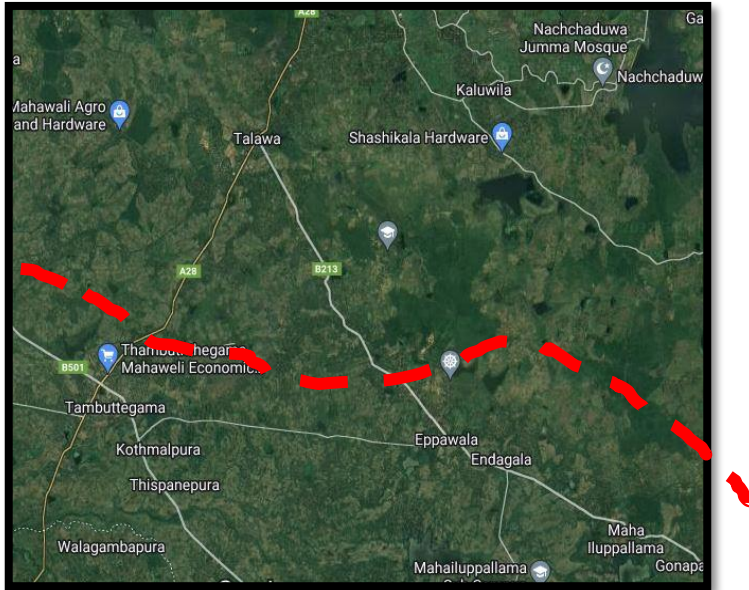 A28
Nachchaduwa
Jumma Mosque
Ga
a
Nachchaduw
Kaluwila
Mahawali Agro
and Hardware
Talawa
Shashikala Hardware
A28
B213
B501
Mahaweli Economic..
Tambuttegama
Kothmalpura
Eppawala
Endagala
Thispanepura
Walagambapura
Maha
Iluppallama
Mahailuppallama
Gonapa